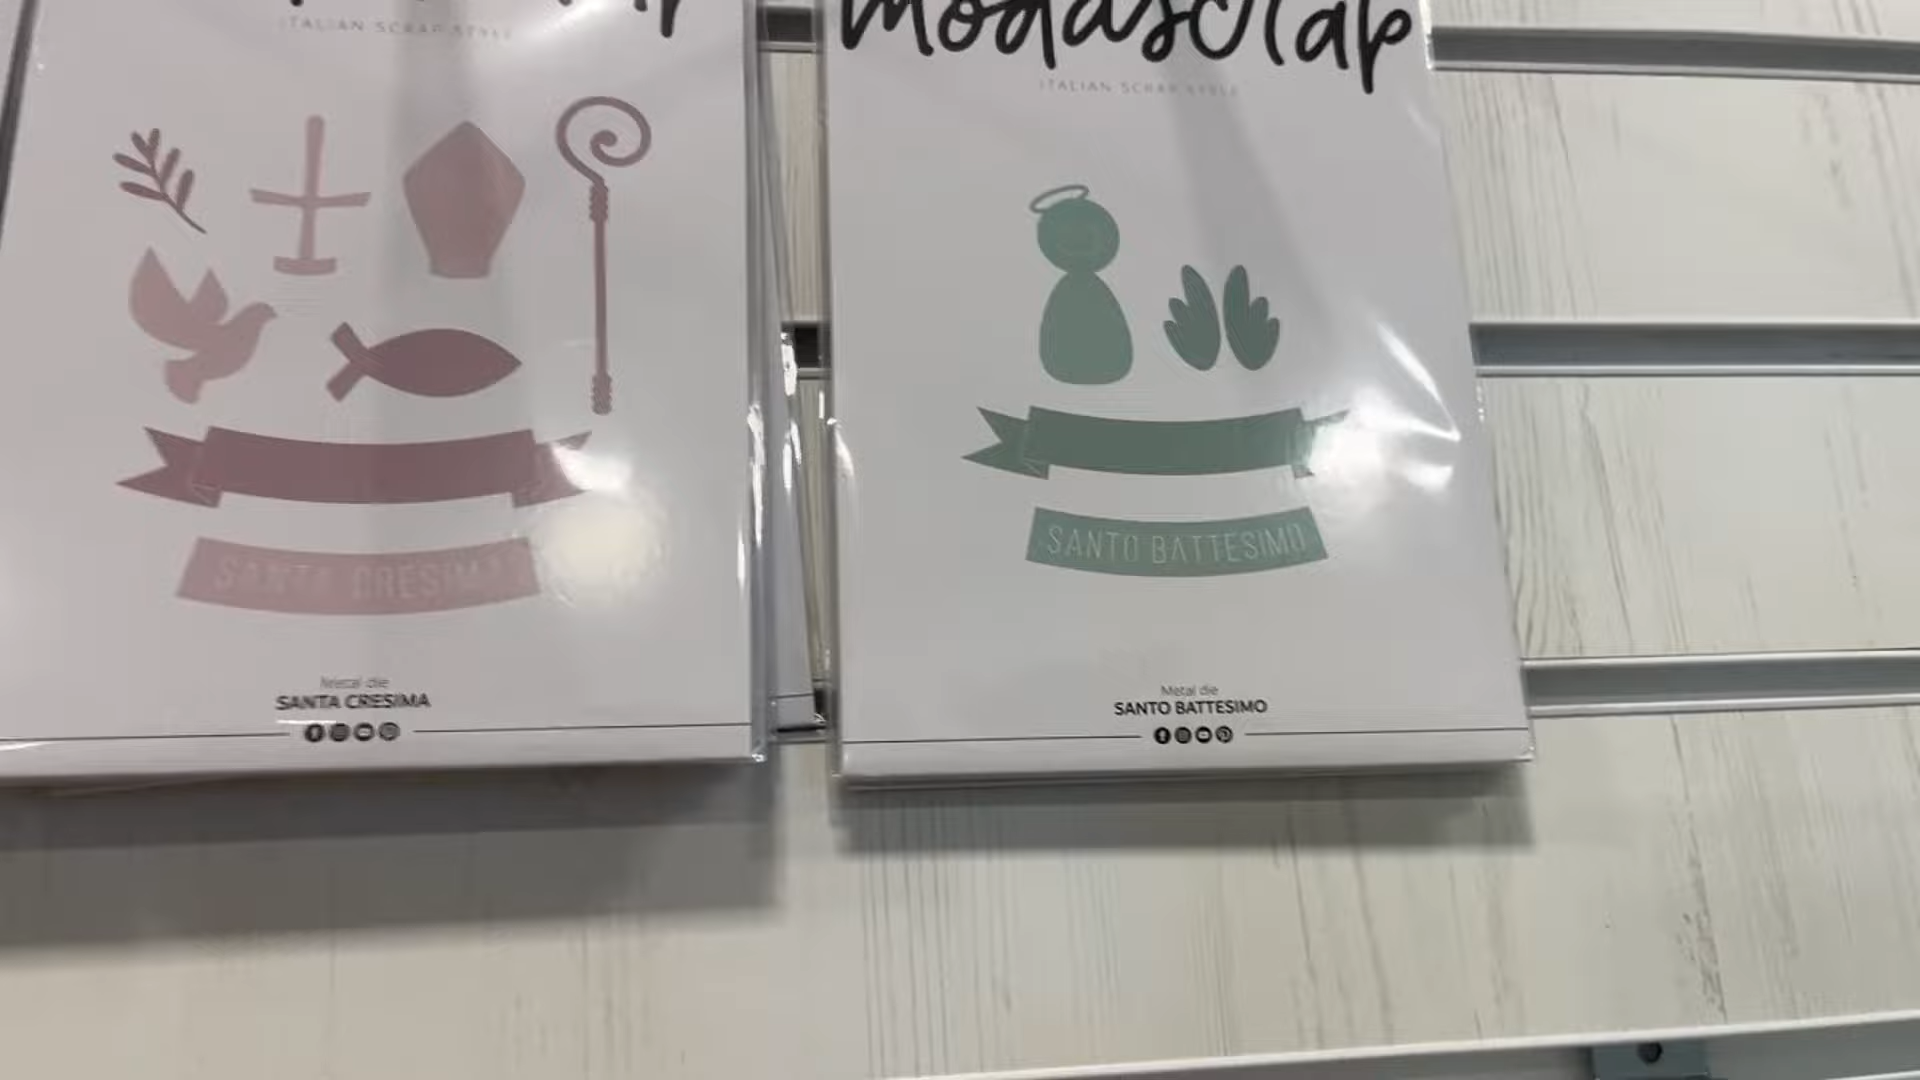 ITALIAN SCRAP STYLE
SANTA CRESIMA
Metal die
SANTA CRESIMA
modascrap
ITALIAN SCRAP STYLE
SANTO BATTESIMO
Metal die
SANTO BATTESIMO